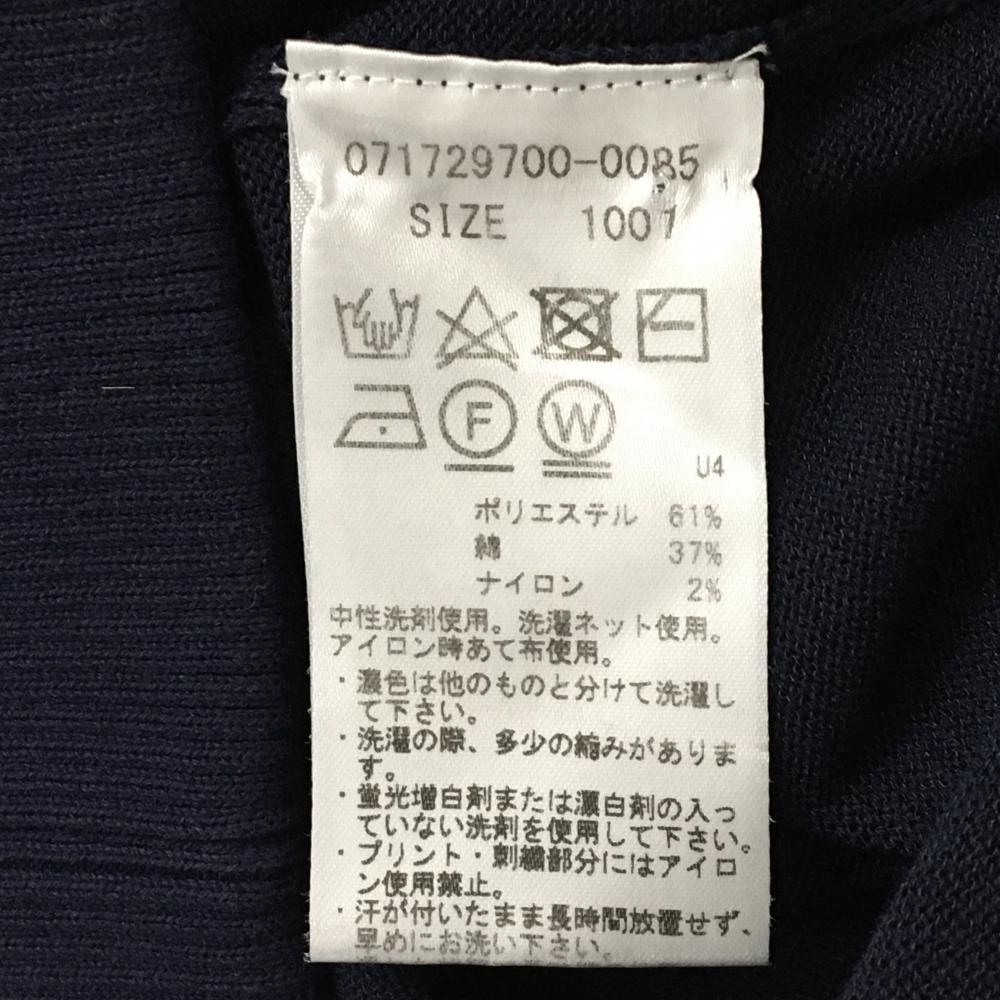 071729700-0085
SIZE 1007
F W
U4
ポリエステル 61%
綿 37%
ナイロン 2%
中性洗剤使用。洗濯ネット使用。
アイロン時あて布使用。
・濃色は他のものと分けて洗濯し
て下さい。
・洗濯の際、多少の縮みがありま
す。
・蛍光増白剤または漂白剤の入っ
ていない洗剤を使用して下さい。
・プリント・刺繍部分にはアイロ
ン使用禁止。
・汗が付いたまま長時間放置せず、
早めにお洗い下さい。